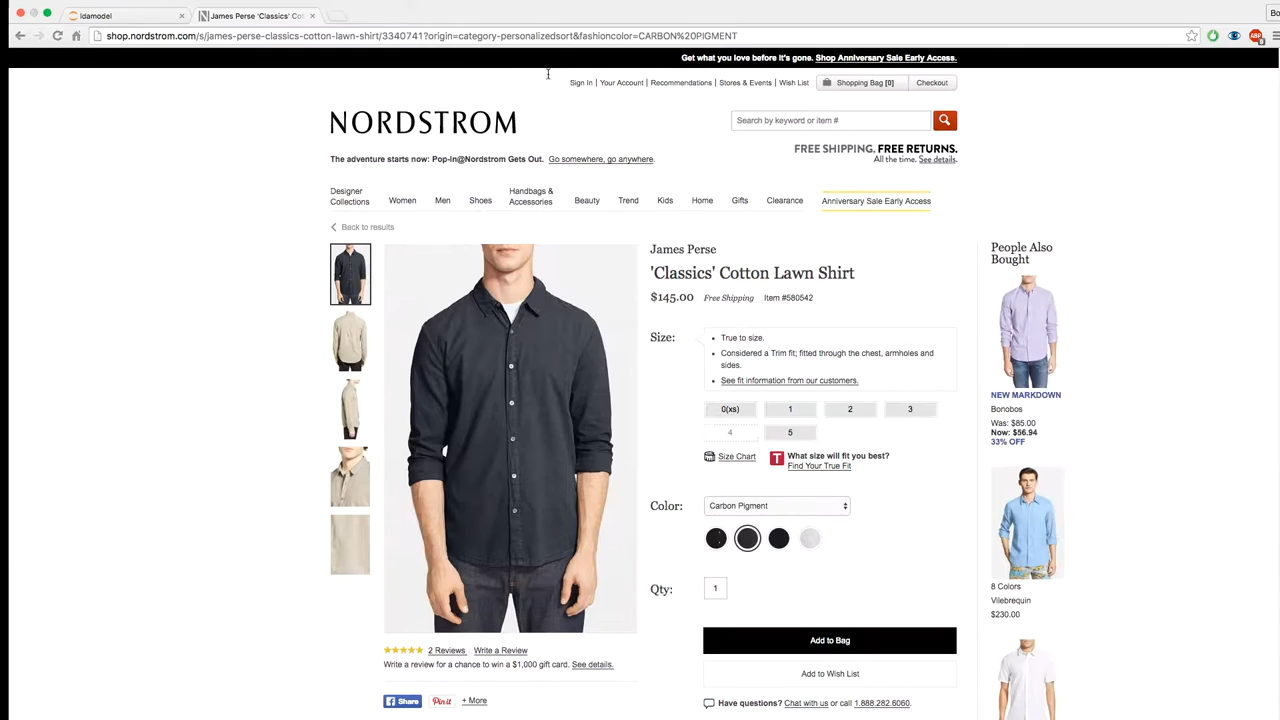 ldamodel
James Perse 'Classics' Cot
Bo
shop.nordstrom.com/s/james-perse-classics-cotton-lawn-shirt/3340741?origin=category-personalizedsort&fashioncolor=CARBON%20PIGMENT
ABP
Get what you love before it's gone. Shop Anniversary Sale Early Access.
Sign In | Your Account | Recommendations | Stores & Events | Wish List
Shopping Bag [0]
Checkout
NORDSTROM
Search by keyword or item #
FREE SHIPPING. FREE RETURNS.
All the time. See details.
The adventure starts now: Pop-in@Nordstrom Gets Out. Go somewhere, go anywhere.
Designer Collections
Women
Men
Shoes
Handbags & Accessories
Beauty
Trend
Kids
Home
Gifts
Clearance
Anniversary Sale Early Access
Back to results
James Perse
'Classics' Cotton Lawn Shirt
$145.00 Free Shipping Item #580542
Size:
True to size.
Considered a Trim fit; fitted through the chest, armholes and
sides.
See fit information from our customers.
0(xs)
1
2
3
4
5
Size Chart
T
What size will fit you best?
Find Your True Fit
Color:
Carbon Pigment
Qty:
1
Add to Bag
Add to Wish List
Have questions? Chat with us or call 1.888.282.6060.
2 Reviews | Write a Review
Write a review for a chance to win a $1,000 gift card. See details.
Share
Pin it
+ More
People Also
Bought
NEW MARKDOWN
Bonobos
Was: $85.00
Now: $56.94
33% OFF
8 Colors
Vilebrequin
$230.00